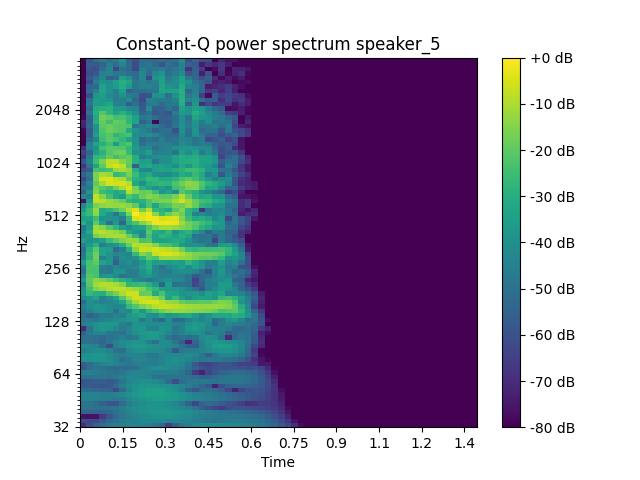 Constant-Q power spectrum speaker_5
Hz
2048
1024
512
256
128
64
32
0 0.15 0.3 0.45 0.6 0.75 0.9 1.1 1.2 1.4
Time
+0 dB
-10 dB
-20 dB
-30 dB
-40 dB
-50 dB
-60 dB
-70 dB
-80 dB